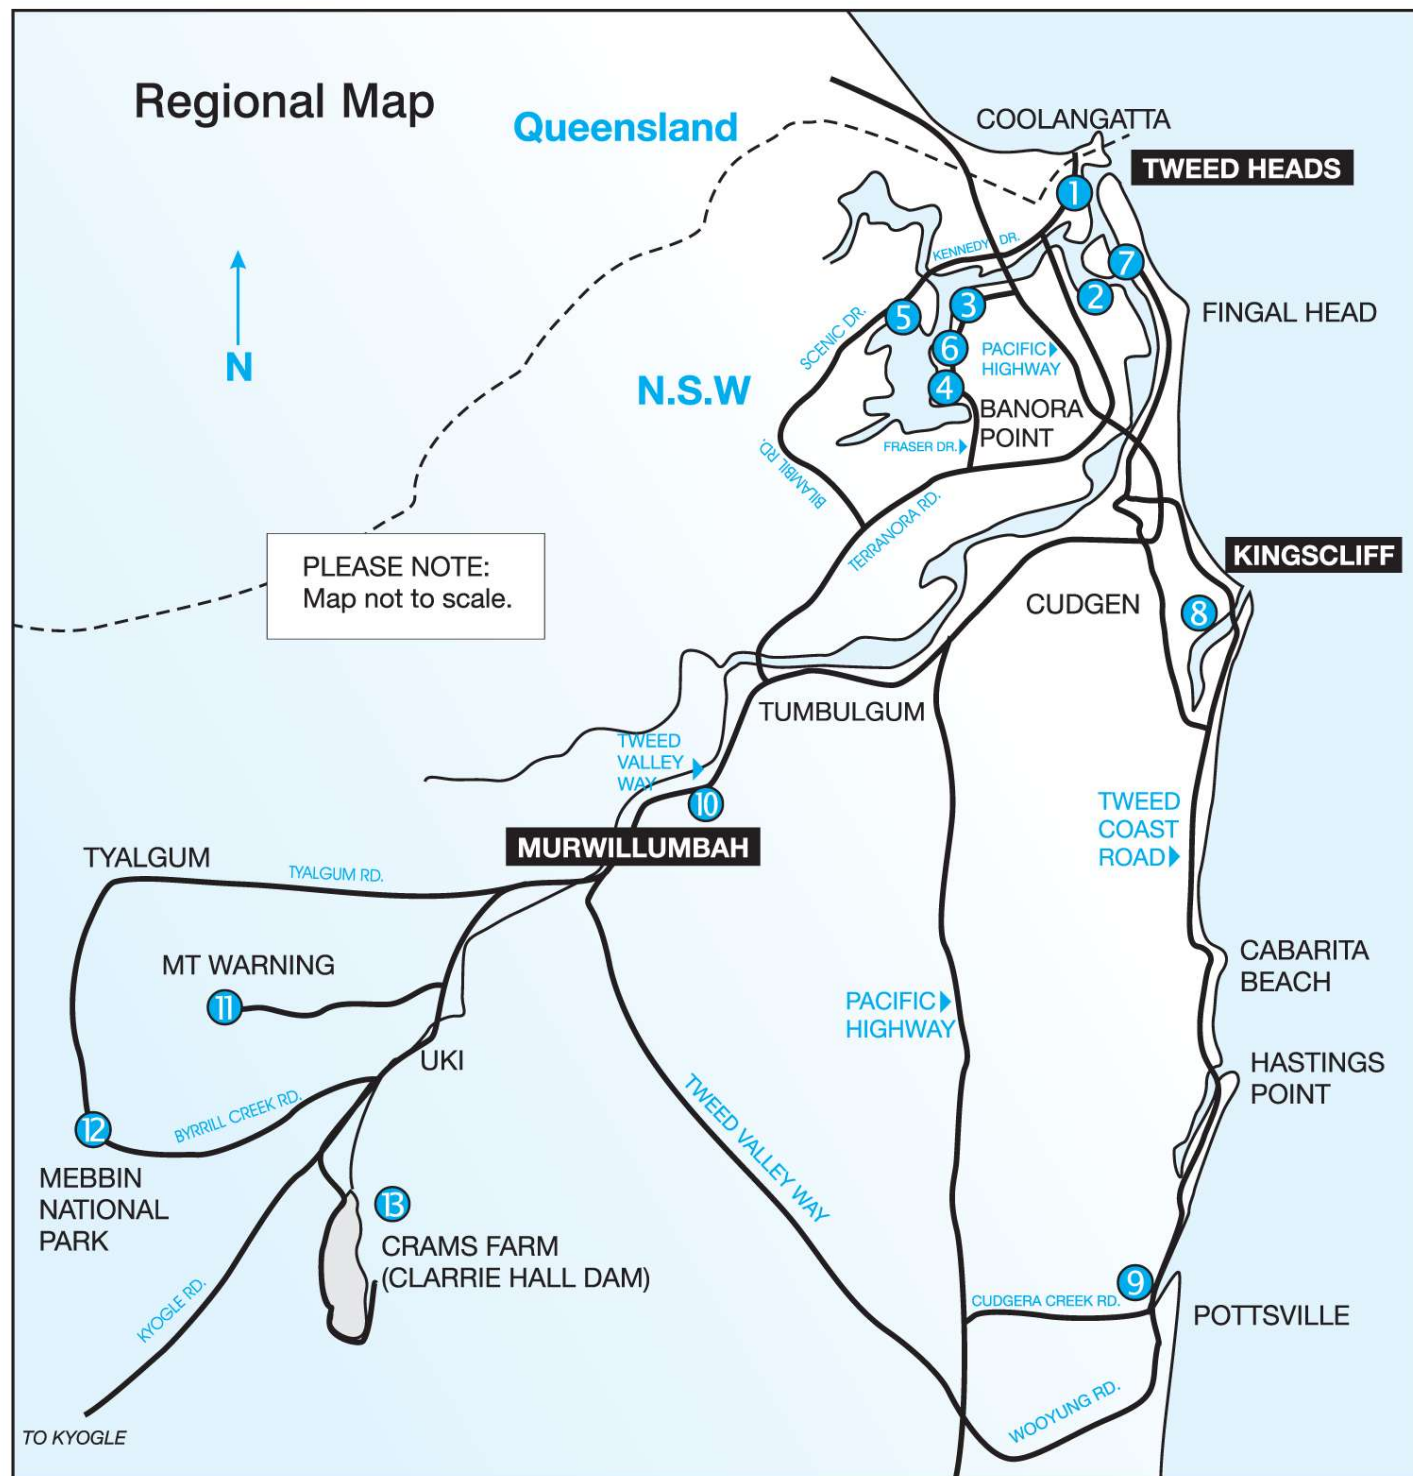 Regional Map
Queensland
COOLANGATTA
TWEED HEADS
1
KENNEDY DR.
7
2
3
5
FINGAL HEAD
N
SCENIC DR.
6
PACIFIC
HIGHWAY
N.S.W
4
BANORA
POINT
FRASER DR.
BILAMBIL RD.
TERRANORA RD.
PLEASE NOTE:
Map not to scale.
KINGSCLIFF
CUDGEN
8
TUMBULGUM
TWEED
VALLEY
WAY
10
TWEED
COAST
ROAD
MURWILLUMBAH
TYALGUM
TYALGUM RD.
MT WARNING
11
CABARITA
BEACH
PACIFIC
HIGHWAY
UKI
HASTINGS
POINT
BYRRILL CREEK RD.
12
TWEED VALLEY WAY
MEBBIN
NATIONAL
PARK
13
CRAMS FARM
(CLARRIE HALL DAM)
9
KYOGLE RD.
CUDGERA CREEK RD.
POTTSVILLE
WOOYUNG RD.
TO KYOGLE